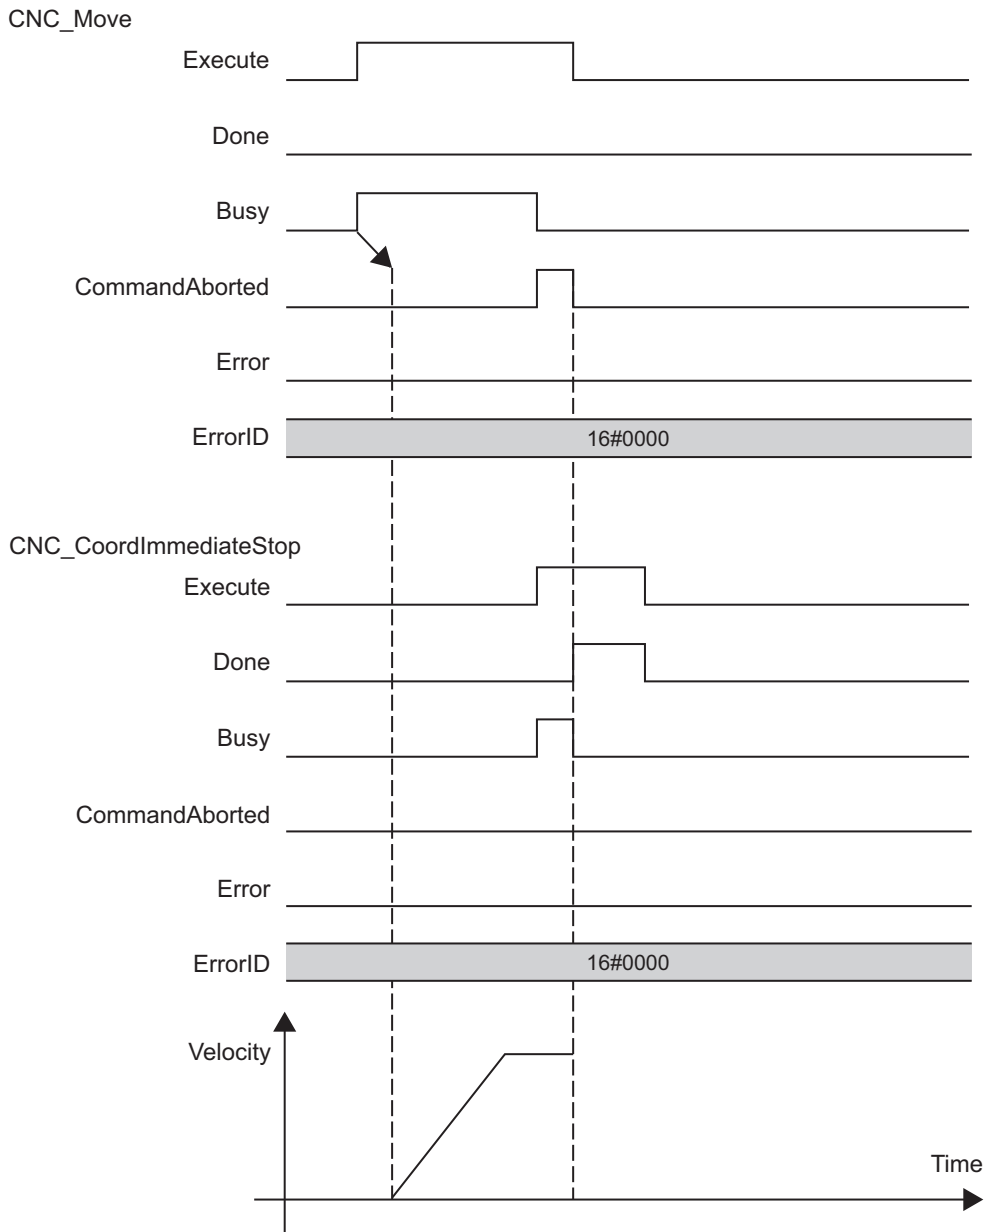 CNC_Move
Execute
Done
Busy
CommandAborted
Error
ErrorID
16#0000
CNC_CoordImmediateStop
Execute
Done
Busy
CommandAborted
Error
ErrorID
16#0000
Velocity
Time